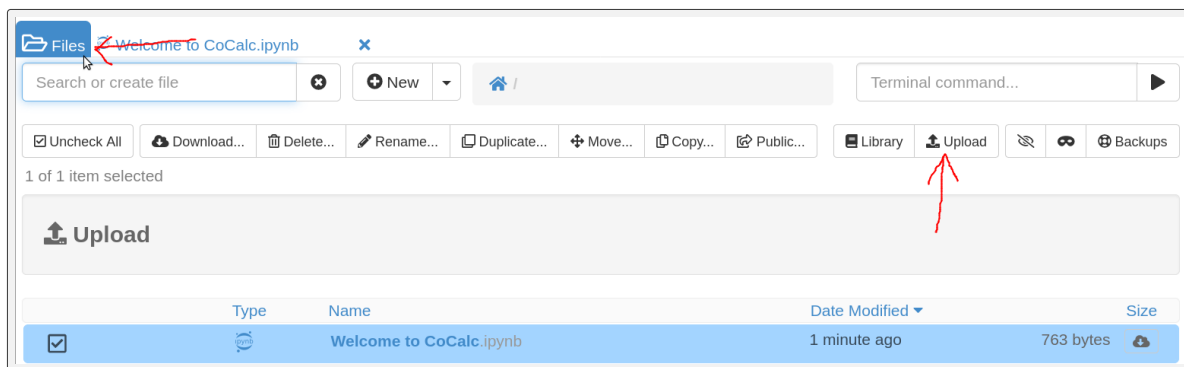 Files Welcome to CoCalc.ipynb
Search or create file New / Terminal command...
Uncheck All Download... Delete... Rename... Duplicate... Move... Copy... Public... Library Upload Backups
1 of 1 item selected
Upload
Type Name Date Modified Size
ipynb Welcome to CoCalc.ipynb 1 minute ago 763 bytes